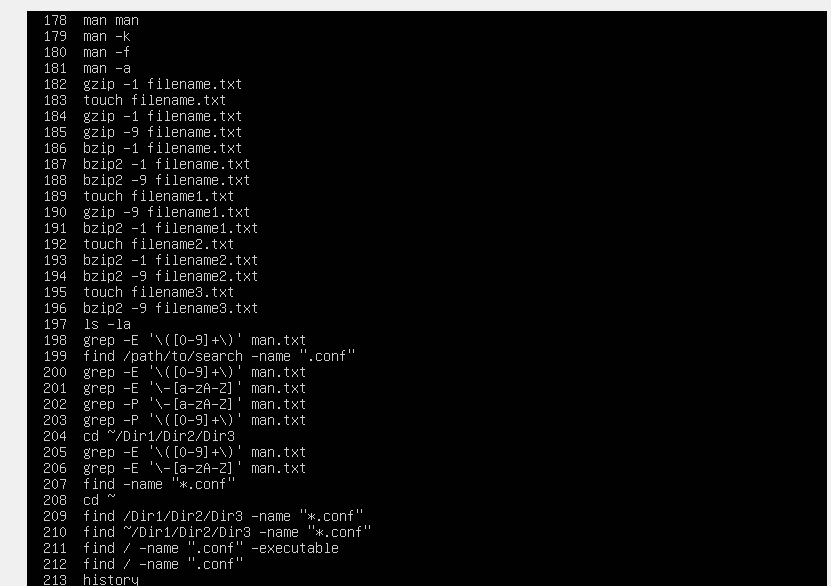 178 man man
179 man -k
180 man -f
181 man -a
182 gzip -1 filename.txt
183 touch filename.txt
184 gzip -1 filename.txt
185 gzip -9 filename.txt
186 bzip -1 filename.txt
187 bzip2 -1 filename.txt
188 bzip2 -9 filename.txt
189 touch filename1.txt
190 gzip -9 filename1.txt
191 bzip2 -1 filename1.txt
192 touch filename2.txt
193 bzip2 -1 filename2.txt
194 bzip2 -9 filename2.txt
195 touch filename3.txt
196 bzip2 -9 filename3.txt
197 ls -la
198 grep -E '\([0-9]+\)' man.txt
199 find /path/to/search -name ".conf"
200 grep -E '\([0-9]+\)' man.txt
201 grep -E '\-[a-zA-Z]' man.txt
202 grep -P '\-[a-zA-Z]' man.txt
203 grep -P '\([0-9]+\)' man.txt
204 cd ~/Dir1/Dir2/Dir3
205 grep -E '\([0-9]+\)' man.txt
206 grep -E '\-[a-zA-Z]' man.txt
207 find -name "*.conf"
208 cd ~
209 find /Dir1/Dir2/Dir3 -name "*.conf"
210 find ~/Dir1/Dir2/Dir3 -name "*.conf"
211 find / -name ".conf" -executable
212 find / -name ".conf"
213 history